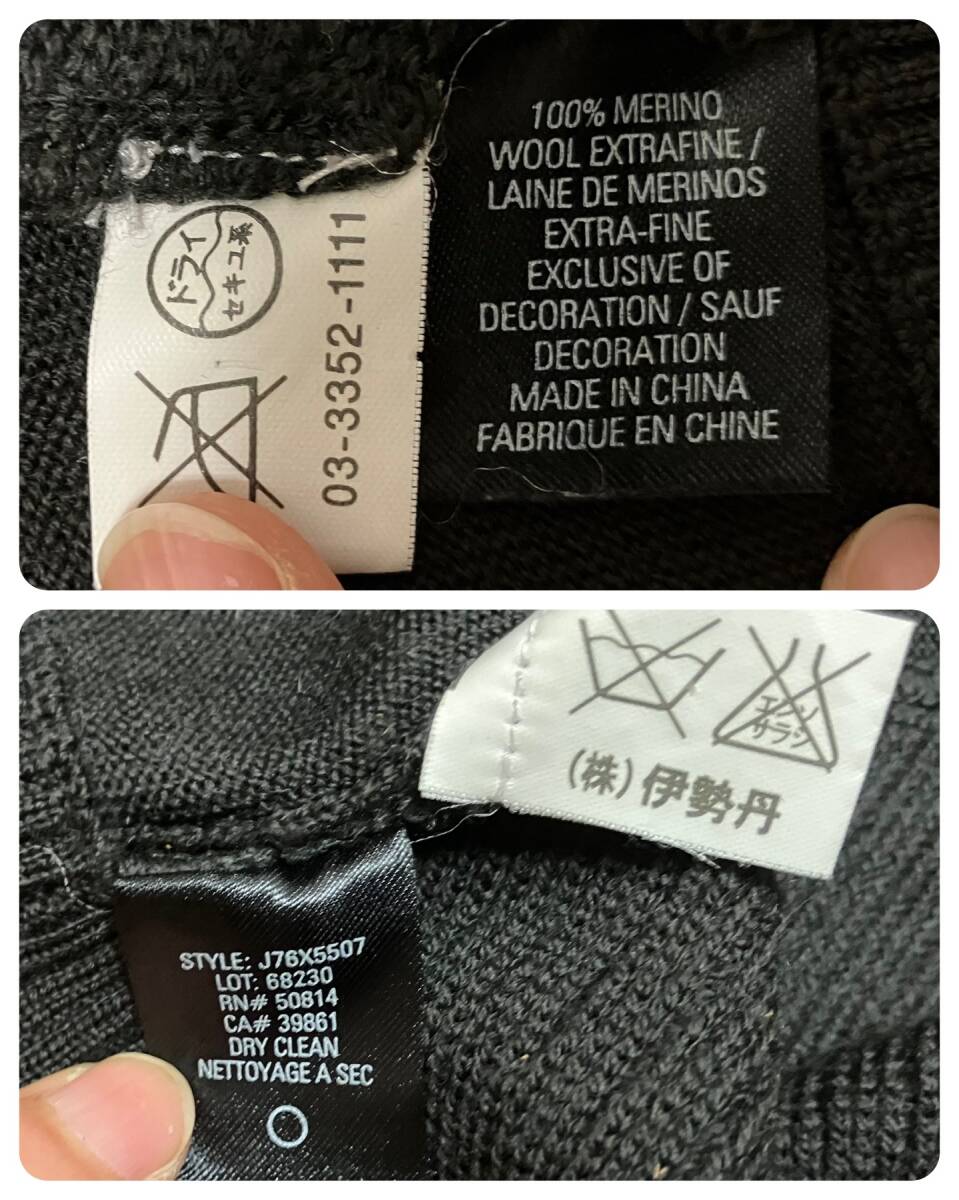 ドライ
セキユ系
03-3352-1111
100% MERINO
WOOL EXTRAFINE /
LAINE DE MERINOS
EXTRA-FINE
EXCLUSIVE OF
DECORATION / SAUF
DECORATION
MADE IN CHINA
FABRIQUE EN CHINE
エンソ
サラシ
(株)伊勢丹
STYLE: J76X5507
LOT: 68230
RN# 50814
CA# 39861
DRY CLEAN
NETTOYAGE A SEC